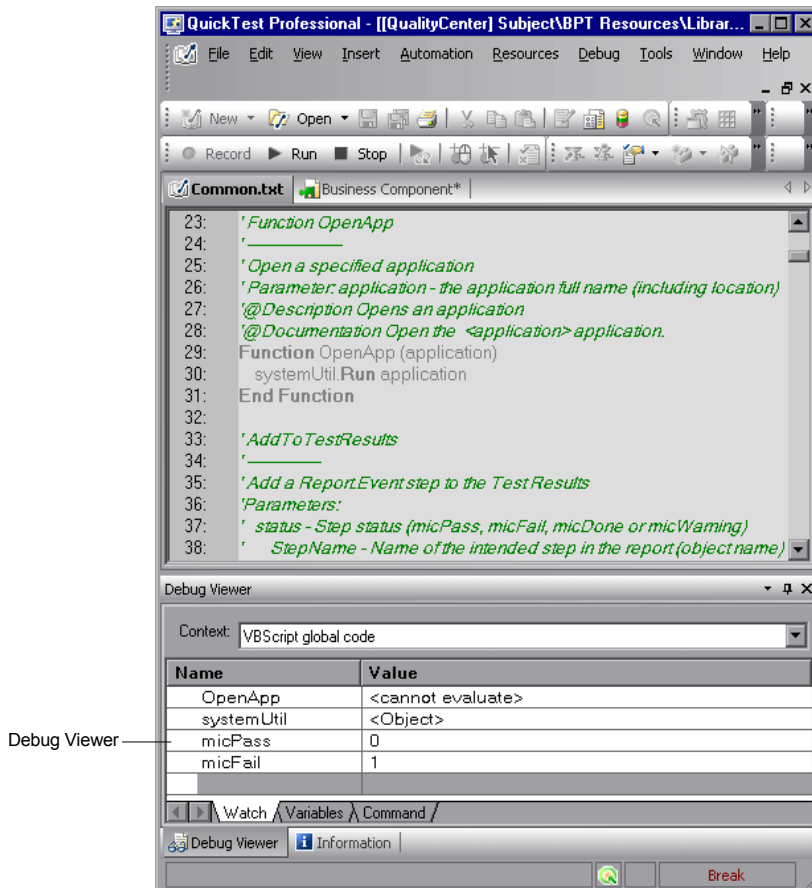 QuickTest Professional - [[QualityCenter] Subject\BPT Resources\Librar...
File Edit View Insert Automation Resources Debug Tools Window Help
New Open
Record Run Stop
Common.txt Business Component*
23: 'Function OpenApp
24: '——————
25: 'Open a specified application
26: 'Parameter: application - the application full name (including location)
27: '@Description Opens an application
28: '@Documentation Open the <application> application.
29: Function OpenApp (application)
30: systemUtil.Run application
31: End Function
32:
33: 'AddToTestResults
34: '—————
35: 'Add a Report.Event step to the Test Results
36: 'Parameters:
37: ' status - Step status (micPass, micFail, micDone or micWarning)
38: ' StepName - Name of the intended step in the report (object name)
Debug Viewer
Context: VBScript global code
Name Value
OpenApp <cannot evaluate>
systemUtil <Object>
Debug Viewer
micPass 0
micFail 1
Watch Variables Command
Debug Viewer Information
Break